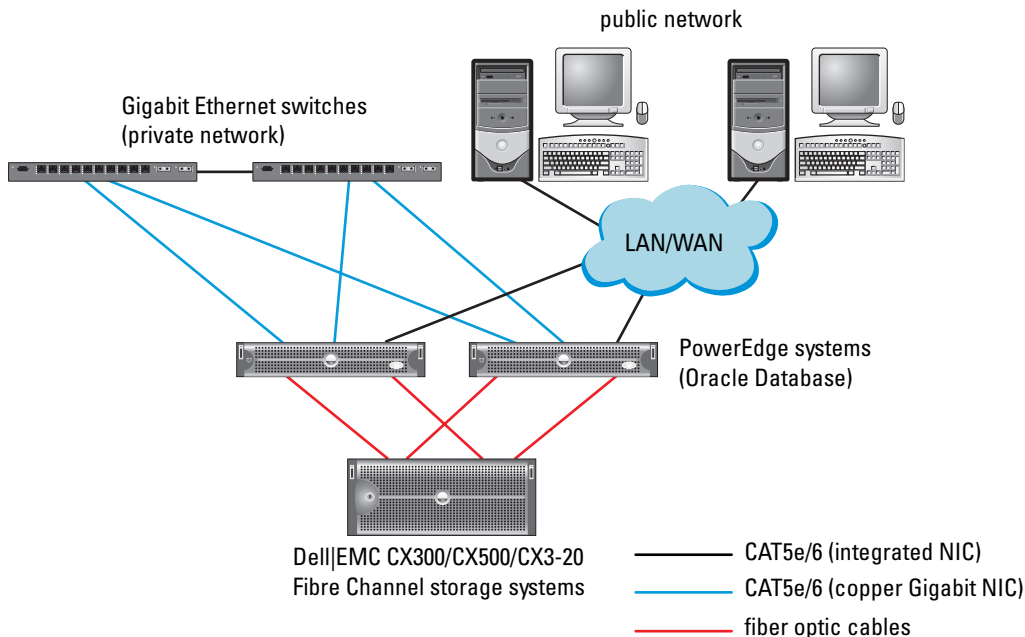 public network
Gigabit Ethernet switches
(private network)
LAN/WAN
PowerEdge systems
(Oracle Database)
Dell|EMC CX300/CX500/CX3-20
Fibre Channel storage systems
CAT5e/6 (integrated NIC)
CAT5e/6 (copper Gigabit NIC)
fiber optic cables